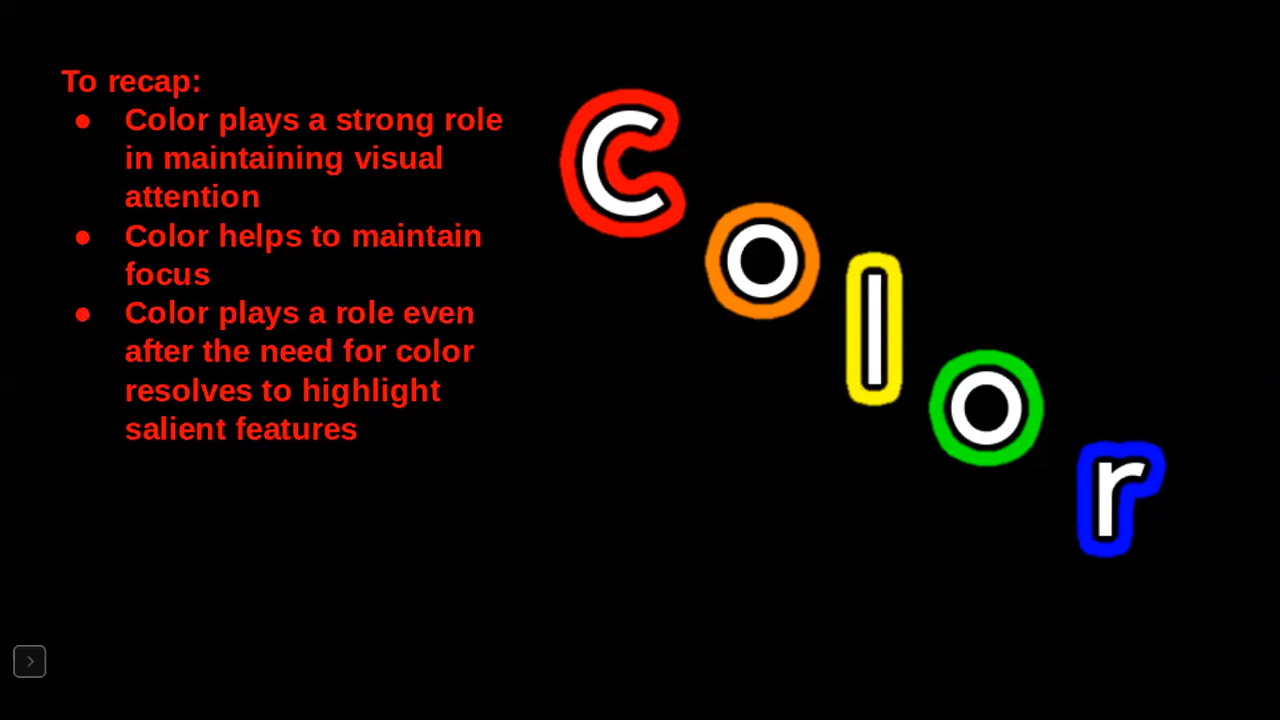 To recap:
● Color plays a strong role
in maintaining visual
attention
● Color helps to maintain
focus
● Color plays a role even
after the need for color
resolves to highlight
salient features
Color